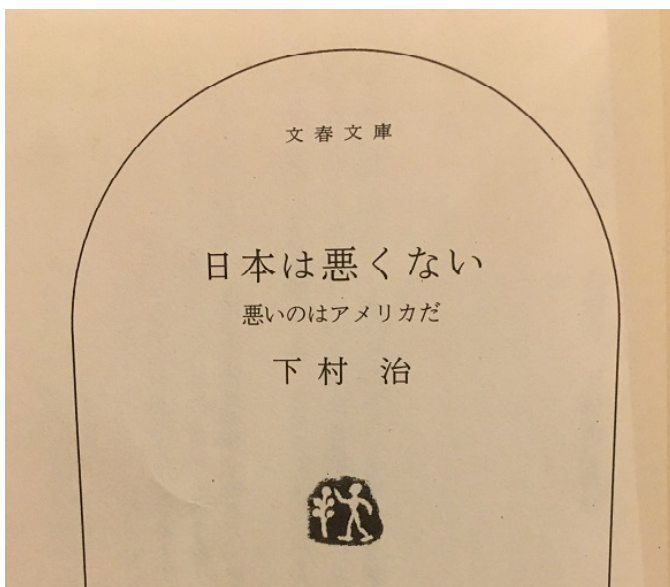 文春文庫
日本は悪くない
悪いのはアメリカだ
下村 治